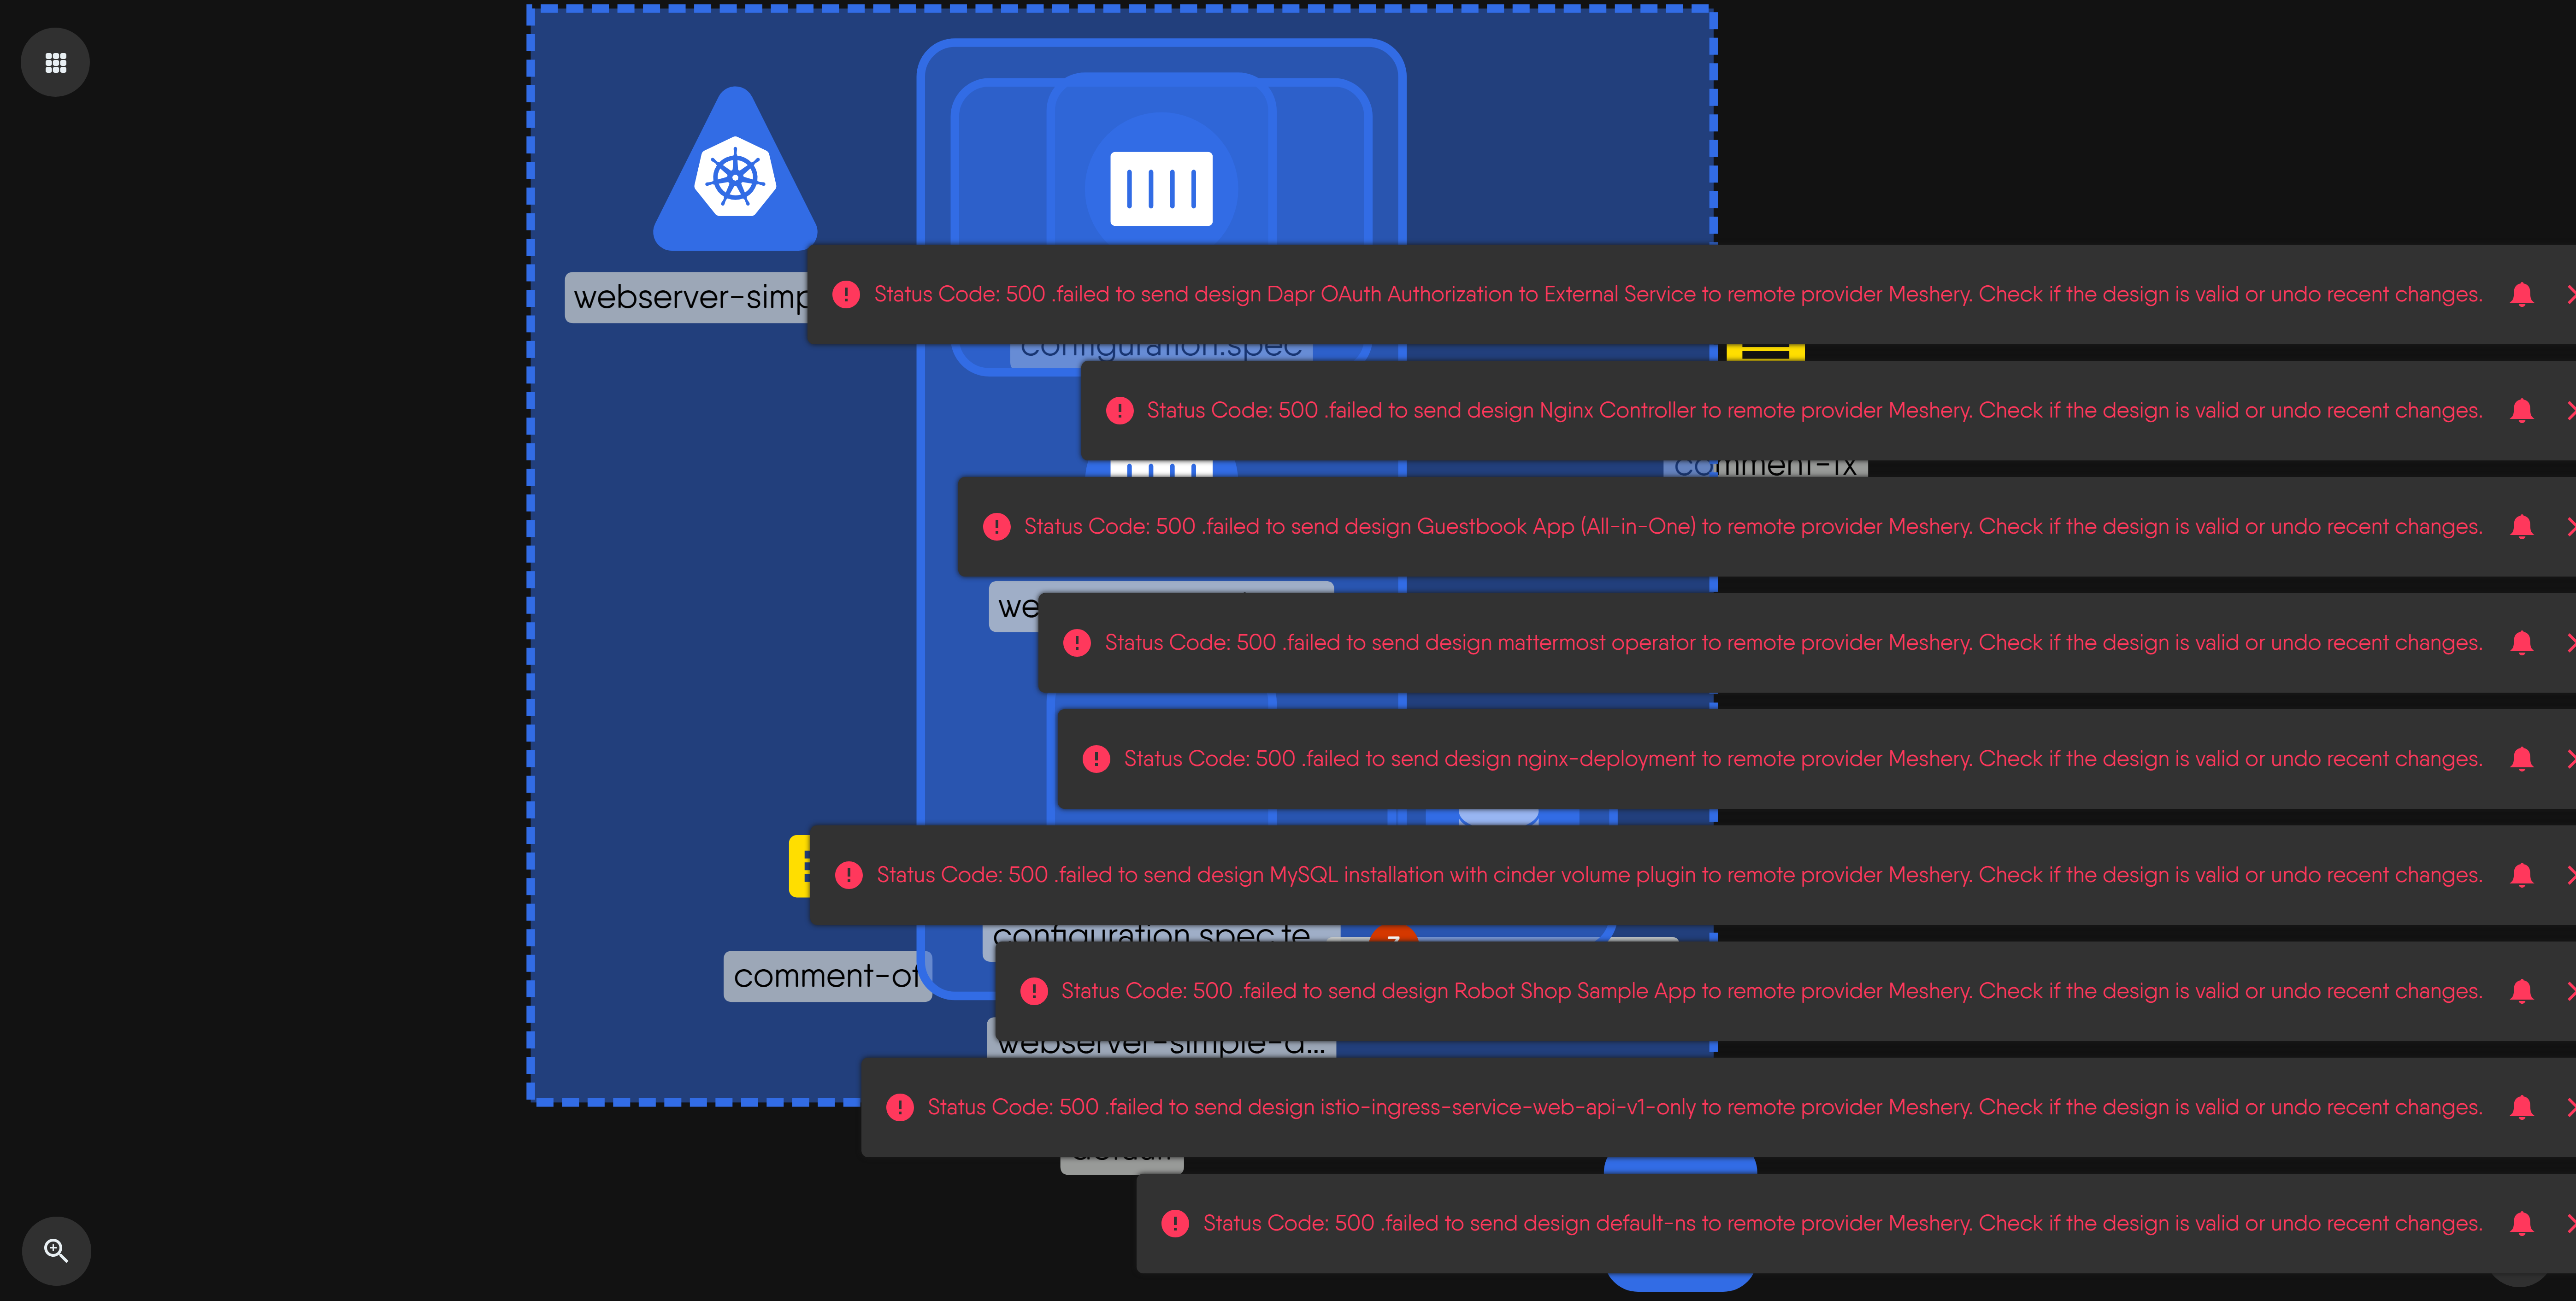 webserver-simp
Status Code: 500 .failed to send design Dapr OAuth Authorization to External Service to remote provider Meshery. Check if the design is valid or undo recent changes.
configuration.spec
Status Code: 500 .failed to send design Nginx Controller to remote provider Meshery. Check if the design is valid or undo recent changes.
comment-fx
Status Code: 500 .failed to send design Guestbook App (All-in-One) to remote provider Meshery. Check if the design is valid or undo recent changes.
we
Status Code: 500 .failed to send design mattermost operator to remote provider Meshery. Check if the design is valid or undo recent changes.
Status Code: 500 .failed to send design nginx-deployment to remote provider Meshery. Check if the design is valid or undo recent changes.
Status Code: 500 .failed to send design MySQL installation with cinder volume plugin to remote provider Meshery. Check if the design is valid or undo recent changes.
configuration.spec.te
comment-of
Status Code: 500 .failed to send design Robot Shop Sample App to remote provider Meshery. Check if the design is valid or undo recent changes.
webserver-simple-d...
Status Code: 500 .failed to send design istio-ingress-service-web-api-v1-only to remote provider Meshery. Check if the design is valid or undo recent changes.
default
Status Code: 500 .failed to send design default-ns to remote provider Meshery. Check if the design is valid or undo recent changes.